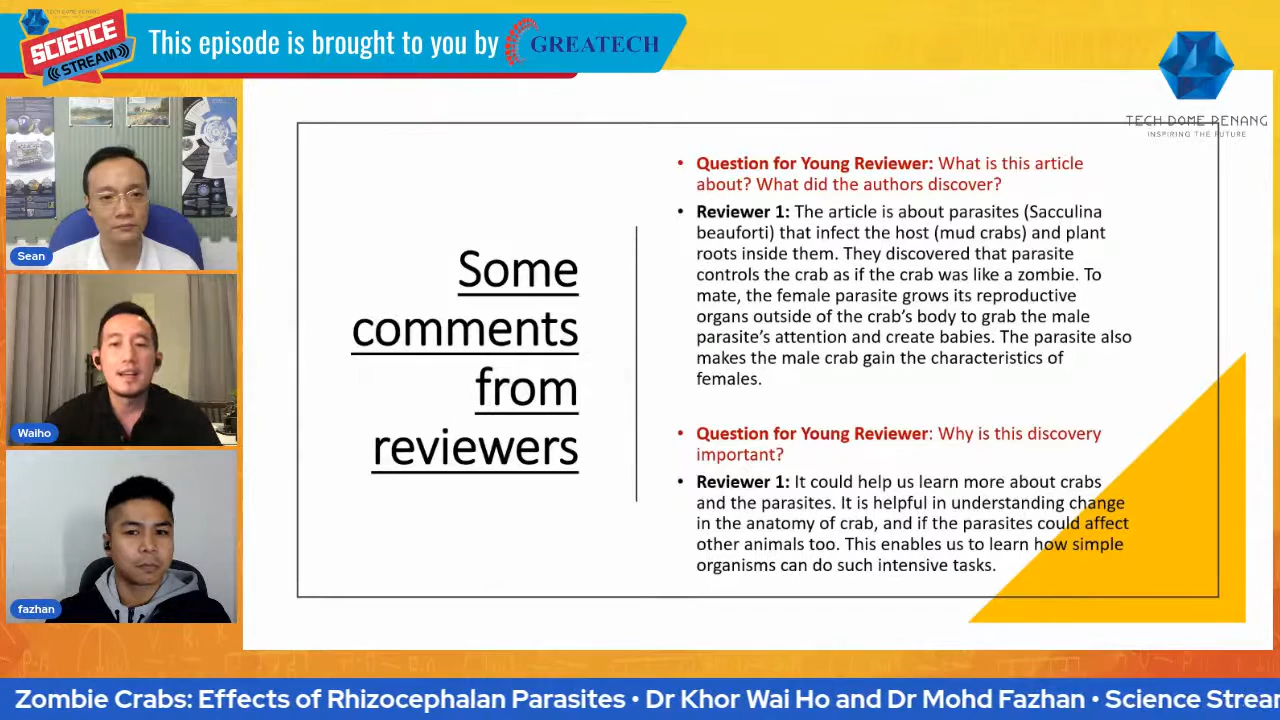 TECH DOME PENANG
SCIENCE
STREAM
This episode is brought to you by GREATECH
TECH DOME PENANG
INSPIRING THE FUTURE
Sean
Waiho
fazhan
Some
comments
from
reviewers
• Question for Young Reviewer: What is this article
about? What did the authors discover?
• Reviewer 1: The article is about parasites (Sacculina
beauforti) that infect the host (mud crabs) and plant
roots inside them. They discovered that parasite
controls the crab as if the crab was like a zombie. To
mate, the female parasite grows its reproductive
organs outside of the crab's body to grab the male
parasite's attention and create babies. The parasite also
makes the male crab gain the characteristics of
females.
• Question for Young Reviewer: Why is this discovery
important?
• Reviewer 1: It could help us learn more about crabs
and the parasites. It is helpful in understanding change
in the anatomy of crab, and if the parasites could affect
other animals too. This enables us to learn how simple
organisms can do such intensive tasks.
Zombie Crabs: Effects of Rhizocephalan Parasites • Dr Khor Wai Ho and Dr Mohd Fazhan • Science Strea